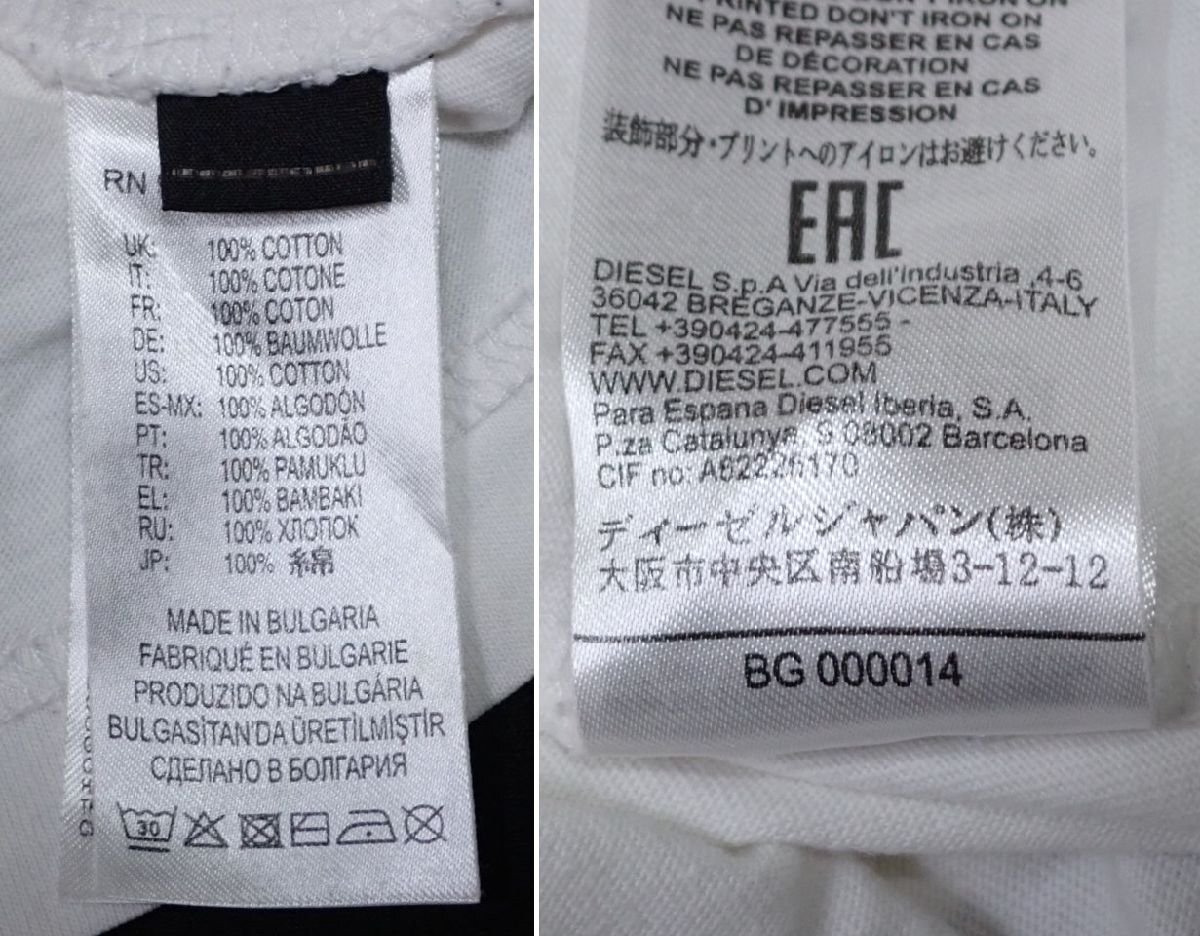 RN
UK: 100% COTTON
IT: 100% COTONE
FR: 100% COTON
DE: 100% BAUMWOLLE
US: 100% COTTON
ES-MX: 100% ALGODÓN
PT: 100% ALGODÃO
TR: 100% PAMUKLU
EL: 100% BAMBAKI
RU: 100% ХЛОПОК
JP: 100% 綿
MADE IN BULGARIA
FABRIQUÉ EN BULGARIE
PRODUZIDO NA BULGÁRIA
BULGASİTAN'DA ÜRETİLMİŞTİR
СДЕЛАНО В БОЛГАРИЯ
30
PRINTED DON'T IRON ON
NE PAS REPASSER EN CAS
DE DÉCORATION
NE PAS REPASSER EN CAS
D'IMPRESSION
装飾部分・プリントへのアイロンはお避けください。
EAC
DIESEL S.p.A Via dell'industria ,4-6
36042 BREGANZE-VICENZA-ITALY
TEL +390424-477555 -
FAX +390424-411955
WWW.DIESEL.COM
Para Espana Diesel Iberia, S.A.
P.za Catalunya, 9 08002 Barcelona
CIF no: A62226170
ディーゼルジャパン(株)
大阪市中央区南船場3-12-12
BG 000014